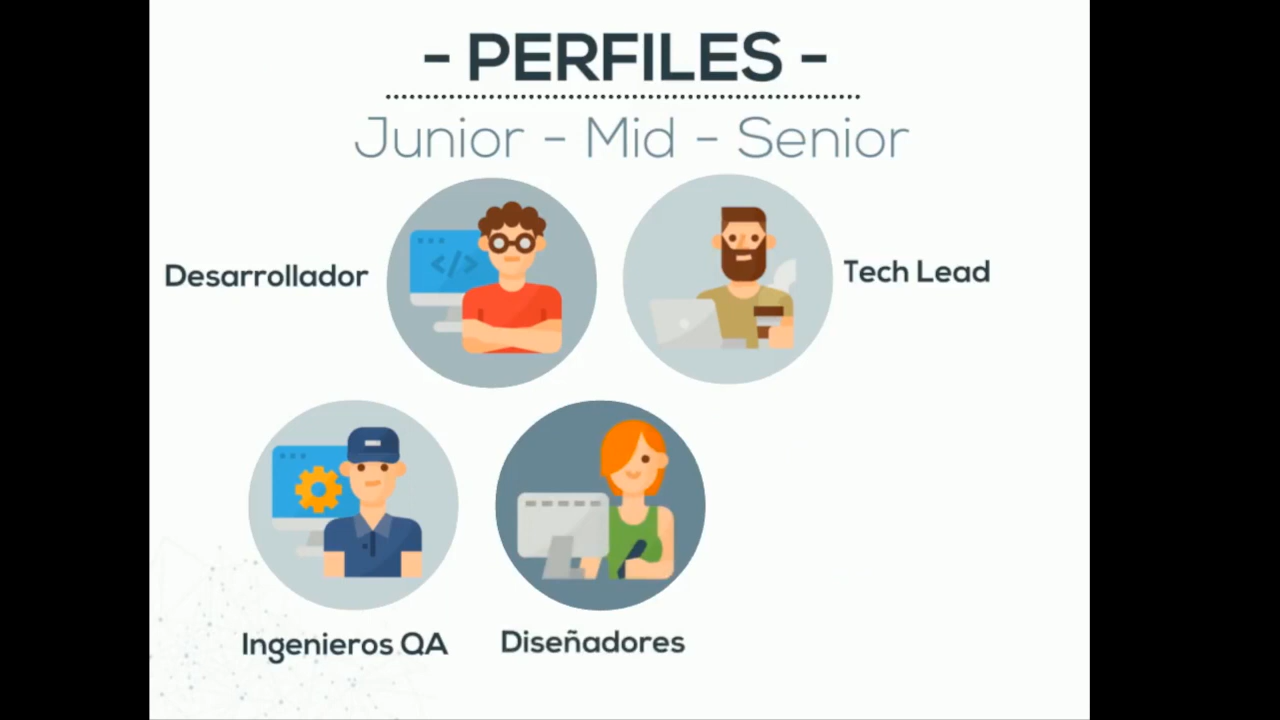 - PERFILES -
Junior - Mid - Senior
Desarrollador
Tech Lead
</>
Ingenieros QA
Diseñadores